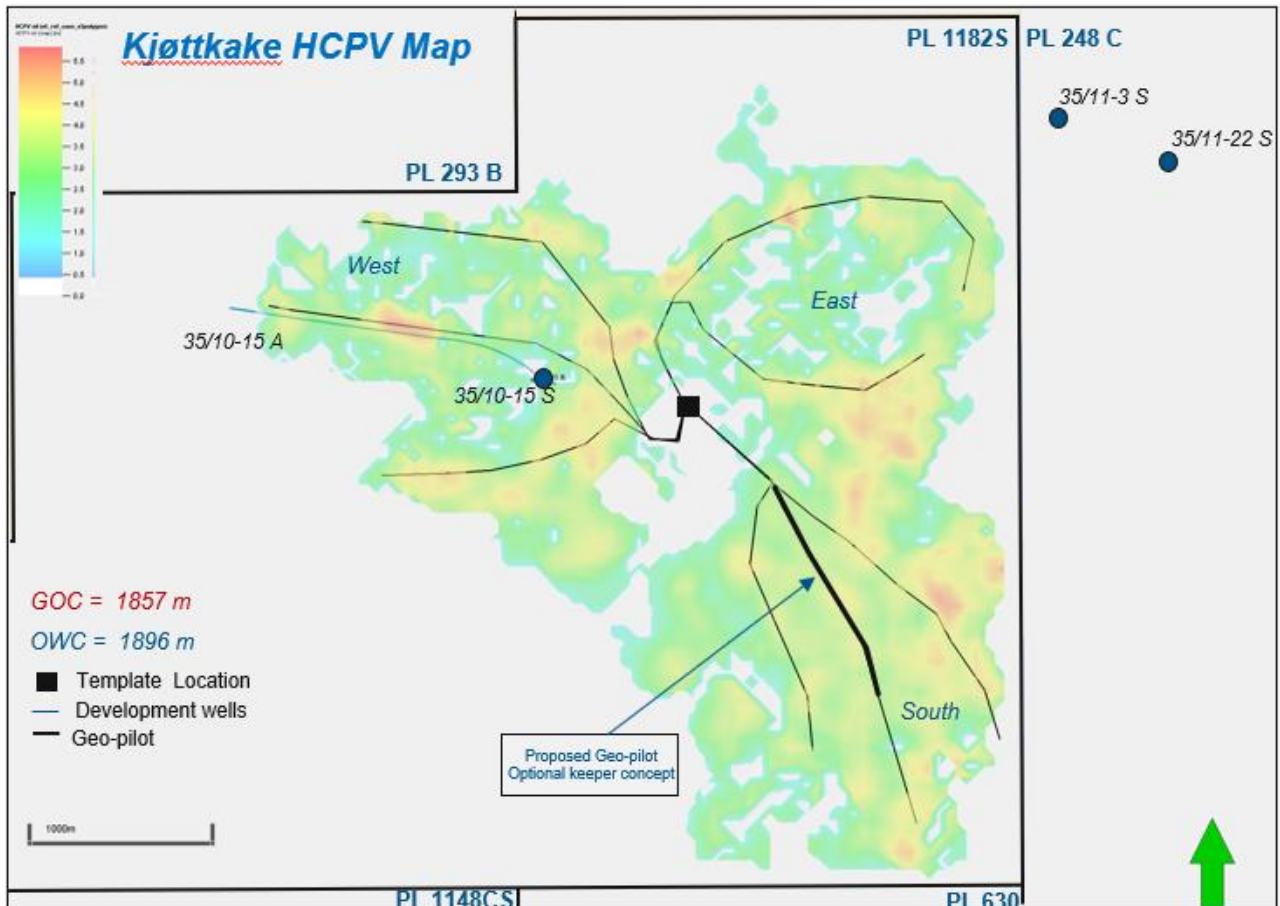 Kjøttkake HCPV Map
PL 1182S
PL 248 C
35/11-3 S
35/11-22 S
PL 293 B
West
East
35/10-15 A
35/10-15 S
GOC = 1857 m
OWC = 1896 m
Template Location
Development wells
Geo-pilot
South
Proposed Geo-pilot
Optional keeper concept
1000m
PL 1148CS
PL 630